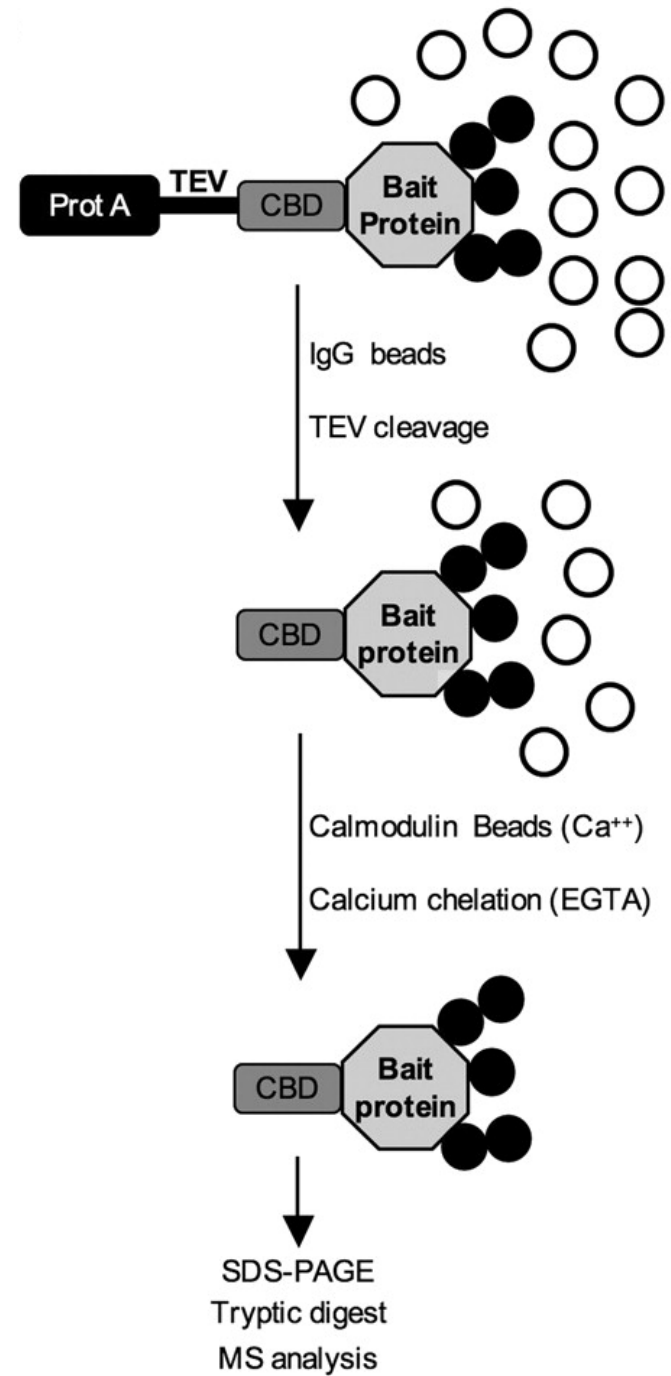 TEV
Prot A
CBD
Bait
Protein
IgG beads
TEV cleavage
CBD
Bait
protein
Calmodulin Beads (Ca⁺⁺)
Calcium chelation (EGTA)
CBD
Bait
protein
SDS-PAGE
Tryptic digest
MS analysis